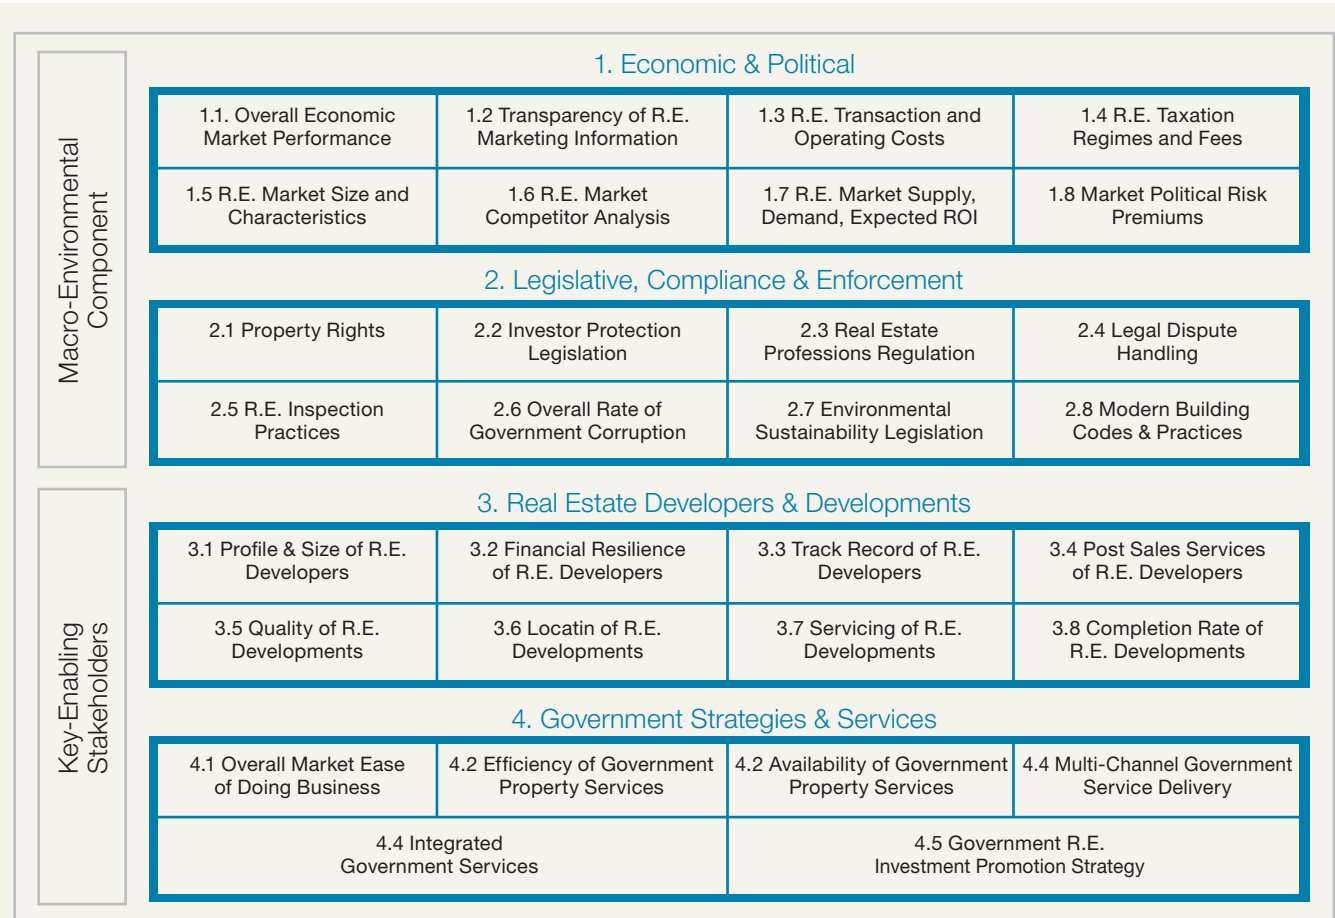 Macro-Environmental
Component
1. Economic & Political
1.1. Overall Economic
Market Performance
1.2 Transparency of R.E.
Marketing Information
1.3 R.E. Transaction and
Operating Costs
1.4 R.E. Taxation
Regimes and Fees
1.5 R.E. Market Size and
Characteristics
1.6 R.E. Market
Competitor Analysis
1.7 R.E. Market Supply,
Demand, Expected ROI
1.8 Market Political Risk
Premiums
2. Legislative, Compliance & Enforcement
2.1 Property Rights
2.2 Investor Protection
Legislation
2.3 Real Estate
Professions Regulation
2.4 Legal Dispute
Handling
2.5 R.E. Inspection
Practices
2.6 Overall Rate of
Government Corruption
2.7 Environmental
Sustainability Legislation
2.8 Modern Building
Codes & Practices
Key-Enabling
Stakeholders
3. Real Estate Developers & Developments
3.1 Profile & Size of R.E.
Developers
3.2 Financial Resilience
of R.E. Developers
3.3 Track Record of R.E.
Developers
3.4 Post Sales Services
of R.E. Developers
3.5 Quality of R.E.
Developments
3.6 Locatin of R.E.
Developments
3.7 Servicing of R.E.
Developments
3.8 Completion Rate of
R.E. Developments
4. Government Strategies & Services
4.1 Overall Market Ease
of Doing Business
4.2 Efficiency of Government
Property Services
4.2 Availability of Government
Property Services
4.4 Multi-Channel Government
Service Delivery
4.4 Integrated
Government Services
4.5 Government R.E.
Investment Promotion Strategy